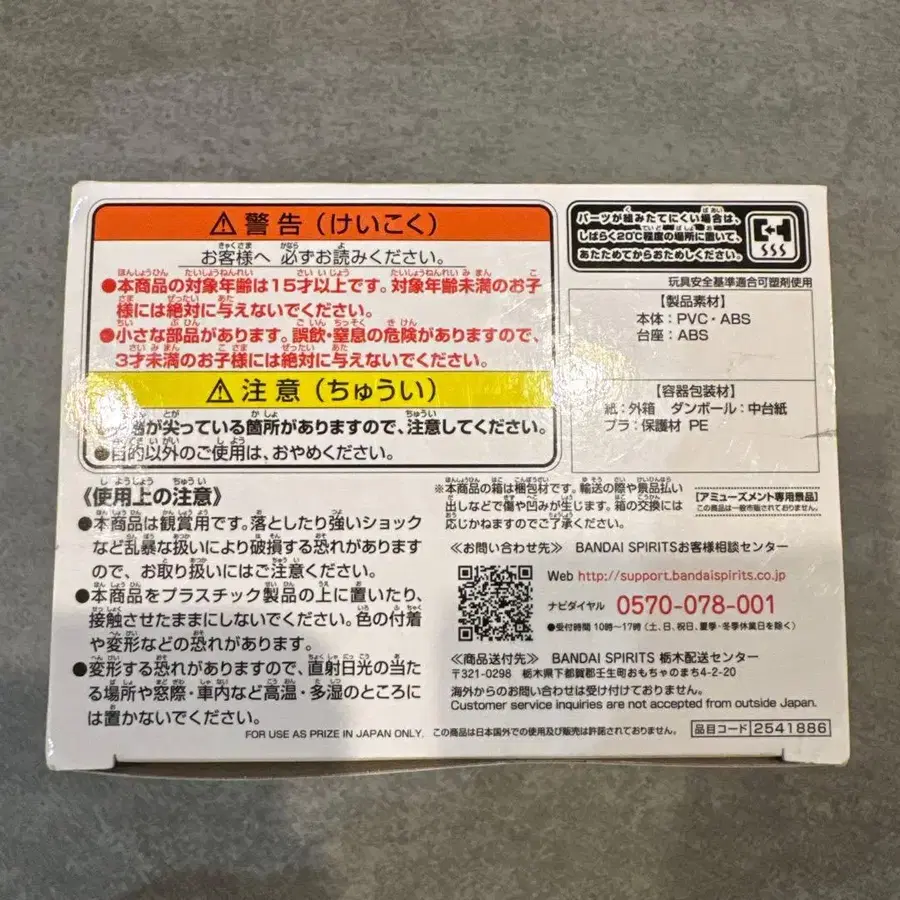 ⚠警告（けいこく）
お客様へ 必ずお読みください。
●本商品の対象年齢は15才以上です。対象年齢未満のお子
様には絶対に与えないでください。
●小さな部品があります。誤飲・窒息の危険がありますので、
3才未満のお子様には絶対に与えないでください。
⚠注意（ちゅうい）
が尖っている箇所がありますので、注意してください。
●目的以外のご使用は、おやめください。
パーツが組みたてにくい場合は、
しばらく20℃程度の場所に置いて、
あたためてからおためしください。
玩具安全基準適合可塑剤使用
【製品素材】
本体：PVC・ABS
台座：ABS
【容器包装材】
紙：外箱 ダンボール：中台紙
プラ：保護材 PE
《使用上の注意》
●本商品は観賞用です。落としたり強いショック
など乱暴な扱いにより破損する恐れがあります
ので、お取り扱いにはご注意ください。
●本商品をプラスチック製品の上に置いたり、
接触させたままにしないでください。色の付着
や変形などの恐れがあります。
●変形する恐れがありますので、直射日光の当た
る場所や窓際・車内など高温・多湿のところに
は置かないでください。
※本商品の箱は梱包材です。輸送の際や景品払い
出しなどで傷や凹みが生じます。箱の交換には
応じかねますのでご了承ください。
【アミューズメント専用景品】
この商品は一般市販されておりません。
≪お問い合わせ先≫ BANDAI SPIRITSお客様相談センター
Web http://support.bandaispirits.co.jp
ナビダイヤル 0570-078-001
●受付時間 10時～17時（土、日、祝日、夏季・冬季休業日を除く）
≪商品送付先≫ BANDAI SPIRITS 栃木配送センター
〒321-0298 栃木県下都賀郡壬生町おもちゃのまち4-2-20
海外からのお問い合わせは受け付けておりません。
Customer service inquiries are not accepted from outside Japan.
FOR USE AS PRIZE IN JAPAN ONLY. この商品は日本国外での使用及び販売は許諾されておりません。
品目コード 2541886